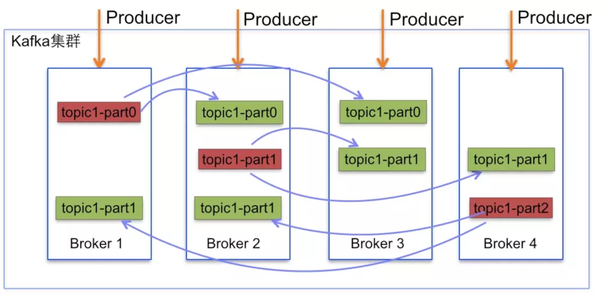 Producer
Producer
Producer
Producer
Kafka集群
topic1-part0
topic1-part0
topic1-part0
topic1-part1
topic1-part1
topic1-part1
topic1-part1
topic1-part1
topic1-part2
Broker 1
Broker 2
Broker 3
Broker 4